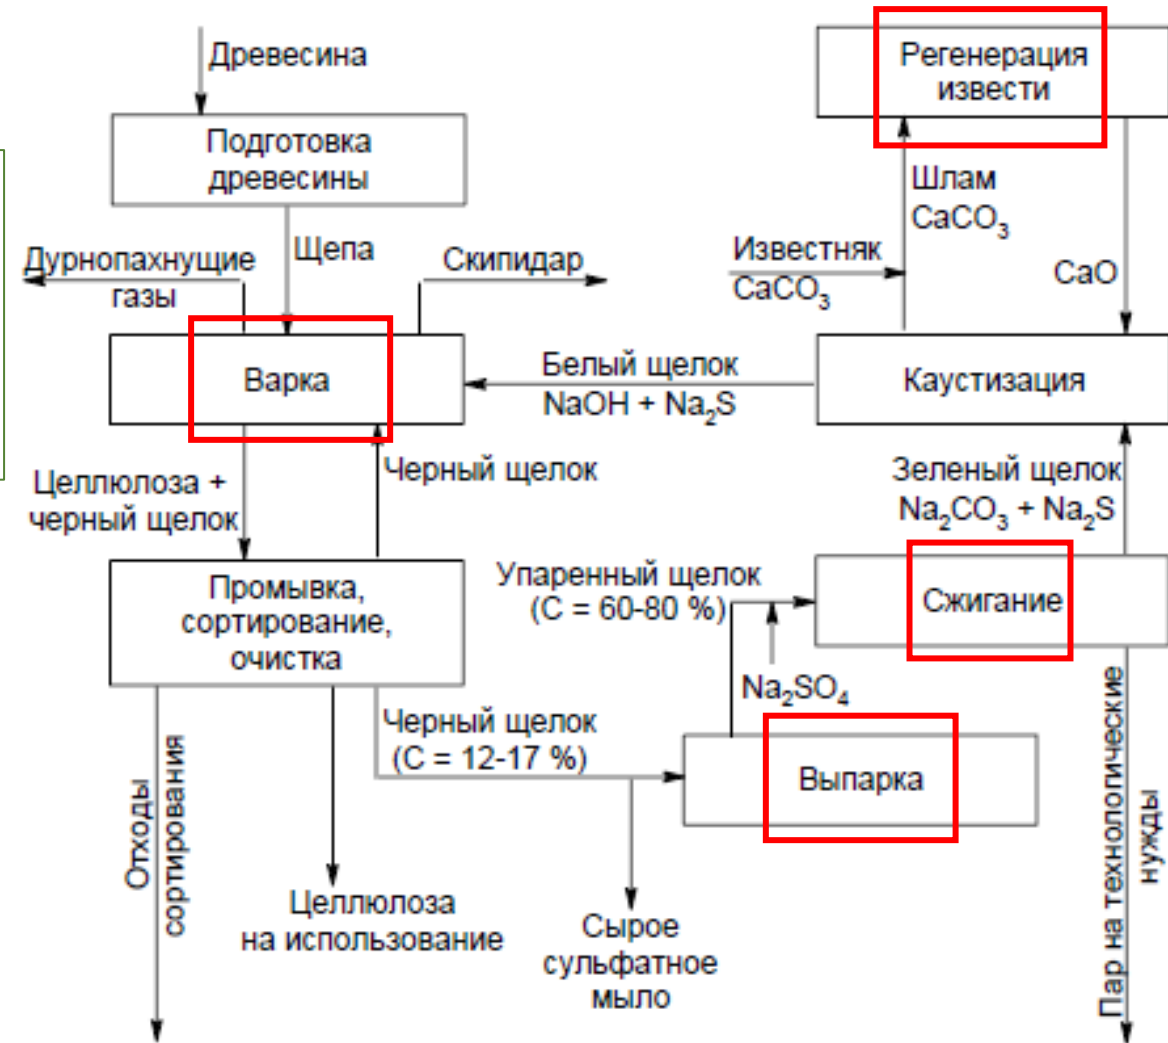 Древесина
Подготовка
древесины
Щепа
Дурнопахнущие
газы
Скипидар
Варка
Белый щелок
NaOH + Na₂S
Регенерация
извести
Шлам
CaCO₃
Известняк
CaCO₃
CaO
Каустизация
Целлюлоза +
черный щелок
Черный щелок
Зеленый щелок
Na₂CO₃ + Na₂S
Промывка,
сортирование,
очистка
Упаренный щелок
(C = 60-80 %)
Сжигание
Na₂SO₄
Черный щелок
(C = 12-17 %)
Выпарка
Отходы
сортирования
Целлюлоза
на использование
Сырое
сульфатное
мыло
Пар на технологические
нужды